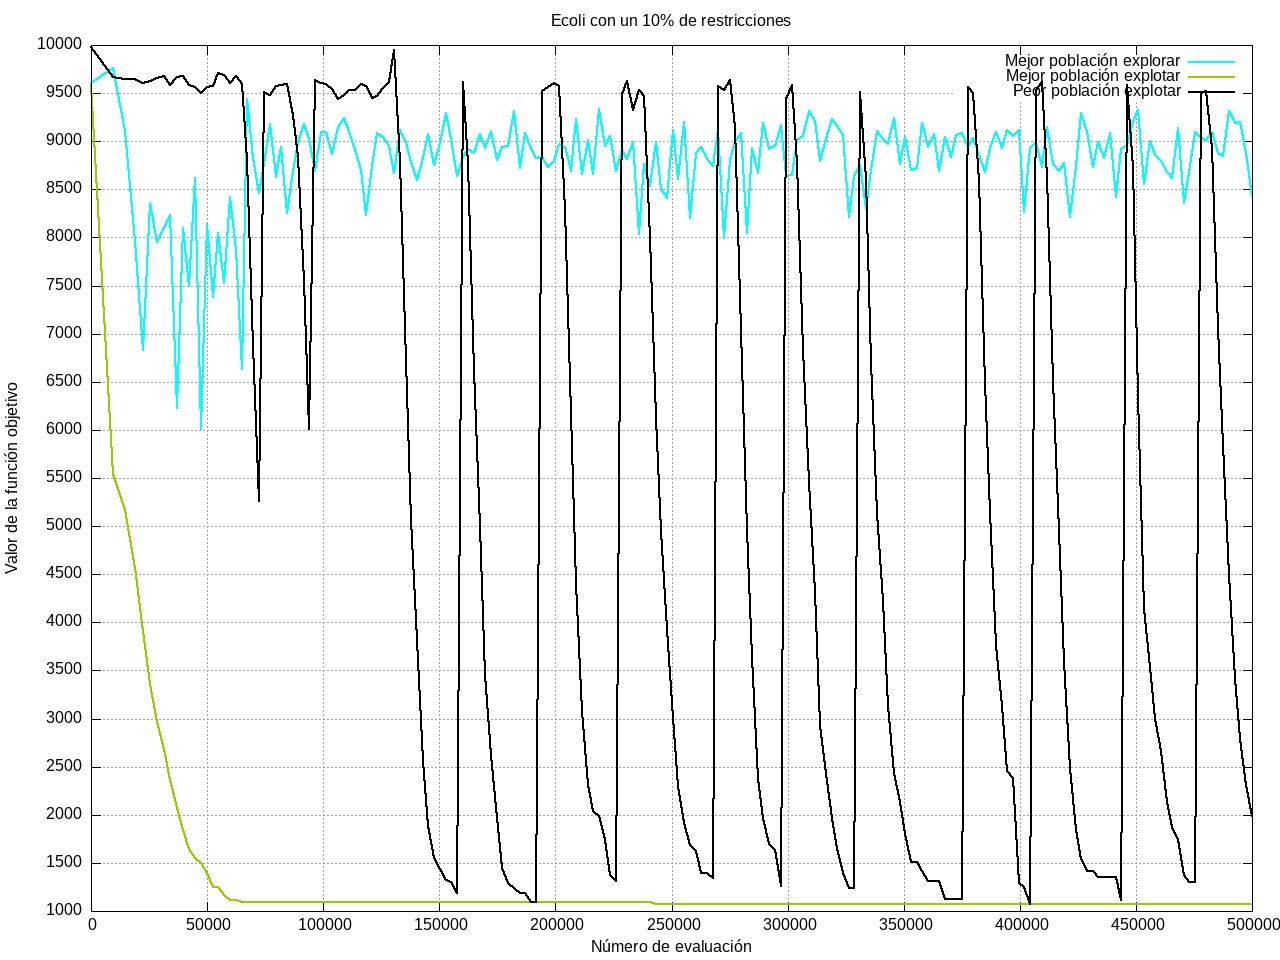 Ecoli con un 10% de restricciones
Mejor población explorar
Mejor población explotar
Peor población explotar
10000
9500
9000
8500
8000
7500
7000
6500
6000
5500
5000
4500
4000
3500
3000
2500
2000
1500
1000
Valor de la función objetivo
0 50000 100000 150000 200000 250000 300000 350000 400000 450000 500000
Número de evaluación